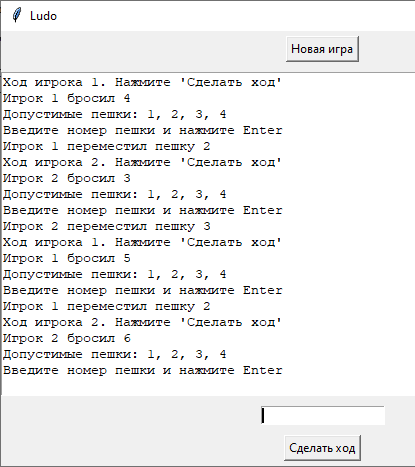 Ludo
Новая игра
Ход игрока 1. Нажмите 'Сделать ход'
Игрок 1 бросил 4
Допустимые пешки: 1, 2, 3, 4
Введите номер пешки и нажмите Enter
Игрок 1 переместил пешку 2
Ход игрока 2. Нажмите 'Сделать ход'
Игрок 2 бросил 3
Допустимые пешки: 1, 2, 3, 4
Введите номер пешки и нажмите Enter
Игрок 2 переместил пешку 3
Ход игрока 1. Нажмите 'Сделать ход'
Игрок 1 бросил 5
Допустимые пешки: 1, 2, 3, 4
Введите номер пешки и нажмите Enter
Игрок 1 переместил пешку 2
Ход игрока 2. Нажмите 'Сделать ход'
Игрок 2 бросил 6
Допустимые пешки: 1, 2, 3, 4
Введите номер пешки и нажмите Enter
Сделать ход